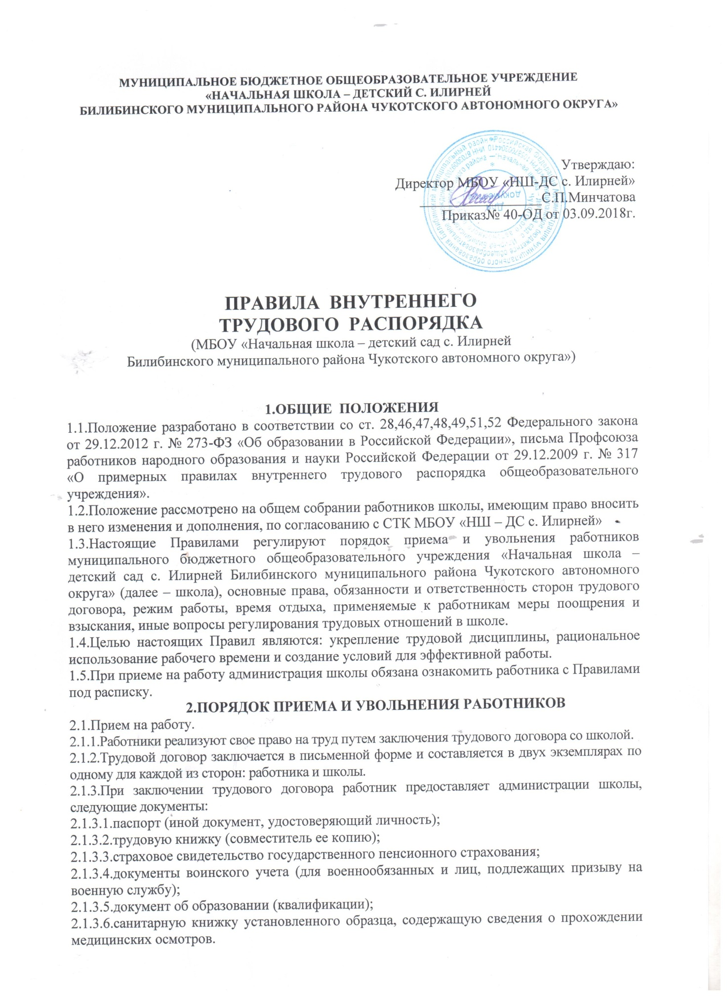 МУНИЦИПАЛЬНОЕ БЮДЖЕТНОЕ ОБЩЕОБРАЗОВАТЕЛЬНОЕ УЧРЕЖДЕНИЕ
«НАЧАЛЬНАЯ ШКОЛА – ДЕТСКИЙ С. ИЛИРНЕЙ
БИЛИБИНСКОГО МУНИЦИПАЛЬНОГО РАЙОНА ЧУКОТСКОГО АВТОНОМНОГО ОКРУГА»
Утверждаю:
Директор МБОУ «НШ-ДС с. Илирней»
С.П.Минчатова
Приказ№ 40-ОД от 03.09.2018г.
Для
документов
ПРАВИЛА ВНУТРЕННЕГО
ТРУДОВОГО РАСПОРЯДКА
(МБОУ «Начальная школа – детский сад с. Илирней
Билибинского муниципального района Чукотского автономного округа»)
1.ОБЩИЕ ПОЛОЖЕНИЯ
1.1.Положение разработано в соответствии со ст. 28,46,47,48,49,51,52 Федерального закона
от 29.12.2012 г. № 273-ФЗ «Об образовании в Российской Федерации», письма Профсоюза
работников народного образования и науки Российской Федерации от 29.12.2009 г. № 317
«О примерных правилах внутреннего трудового распорядка общеобразовательного
учреждения».
1.2.Положение рассмотрено на общем собрании работников школы, имеющим право вносить
в него изменения и дополнения, по согласованию с СТК МБОУ «НШ – ДС с. Илирней»
1.3.Настоящие Правилами регулируют порядок приема и увольнения работников
муниципального бюджетного общеобразовательного учреждения «Начальная школа –
детский сад с. Илирней Билибинского муниципального района Чукотского автономного
округа» (далее – школа), основные права, обязанности и ответственность сторон трудового
договора, режим работы, время отдыха, применяемые к работникам меры поощрения и
взыскания, иные вопросы регулирования трудовых отношений в школе.
1.4.Целью настоящих Правил являются: укрепление трудовой дисциплины, рациональное
использование рабочего времени и создание условий для эффективной работы.
1.5.При приеме на работу администрация школы обязана ознакомить работника с Правилами
под расписку.
2.ПОРЯДОК ПРИЕМА И УВОЛЬНЕНИЯ РАБОТНИКОВ
2.1.Прием на работу.
2.1.1.Работники реализуют свое право на труд путем заключения трудового договора со школой.
2.1.2.Трудовой договор заключается в письменной форме и составляется в двух экземплярах по
одному для каждой из сторон: работника и школы.
2.1.3.При заключении трудового договора работник предоставляет администрации школы,
следующие документы:
2.1.3.1.паспорт (иной документ, удостоверяющий личность);
2.1.3.2.трудовую книжку (совместитель ее копию);
2.1.3.3.страховое свидетельство государственного пенсионного страхования;
2.1.3.4.документы воинского учета (для военнообязанных и лиц, подлежащих призыву на
военную службу);
2.1.3.5.документ об образовании (квалификации);
2.1.3.6.санитарную книжку установленного образца, содержащую сведения о прохождении
медицинских осмотров.